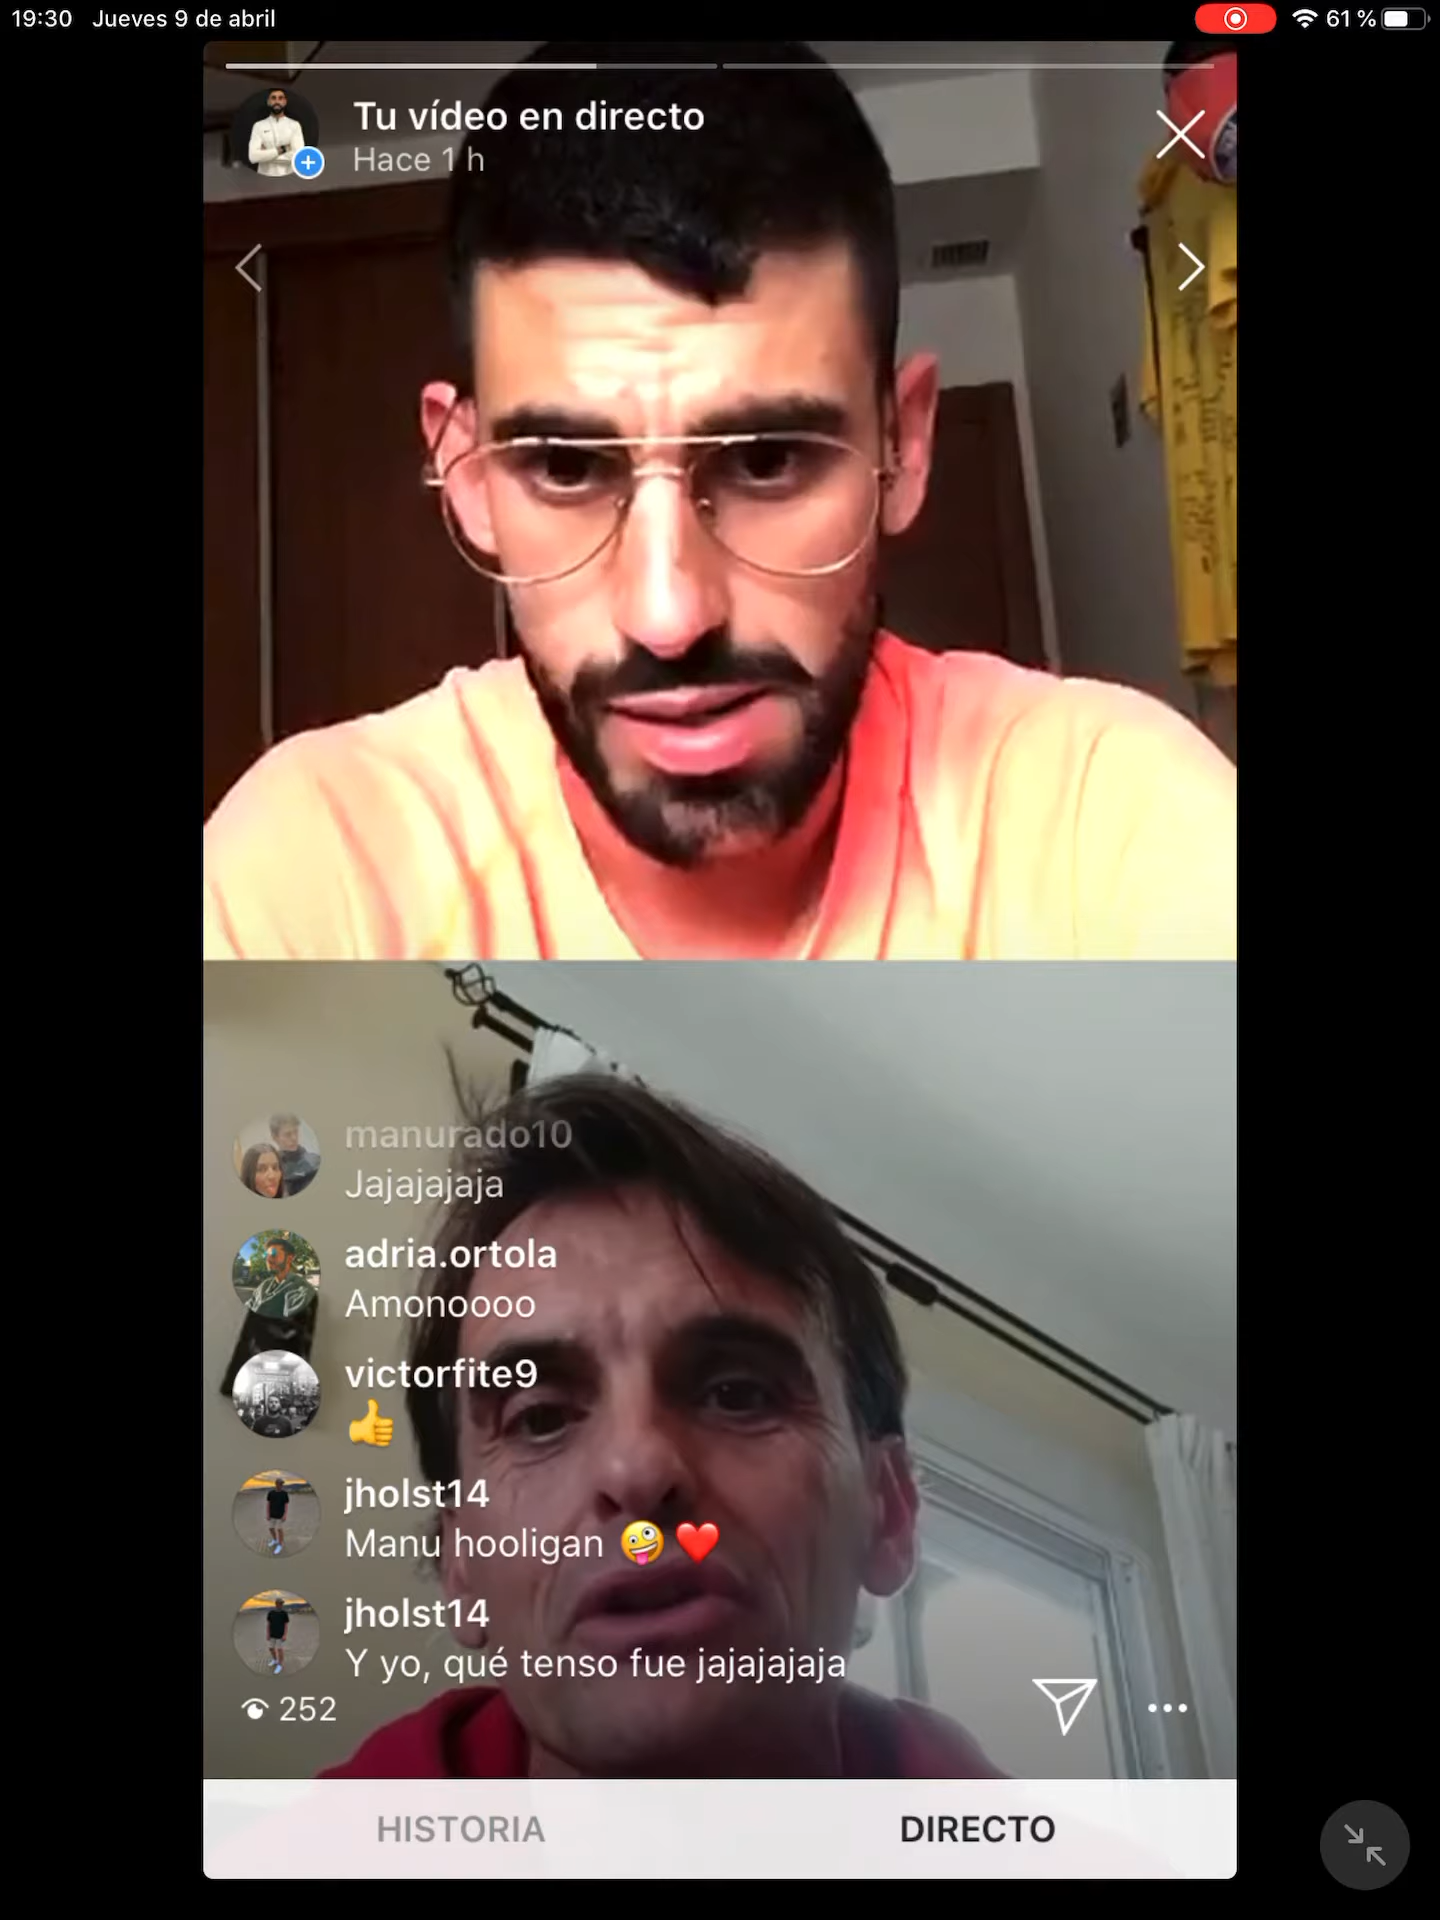 19:30 Jueves 9 de abril
61 %
Tu vídeo en directo
Hace 1 h
manurado10
Jajajajaja
adria.ortola
Amonoooo
victorfite9
👍
jholst14
Manu hooligan 🤪 ❤️
jholst14
Y yo, qué tenso fue jajajajaja
252
HISTORIA
DIRECTO